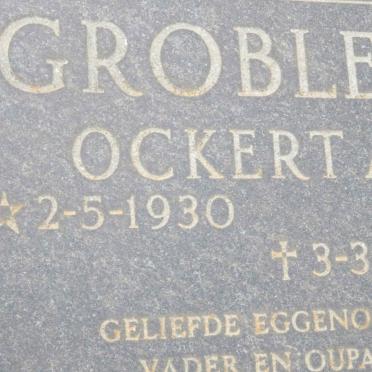 GROBLE
OCKERT A
☆ 2-5-1930
✝ 3-3
GELIEFDE EGGENO
VADER EN OUPA